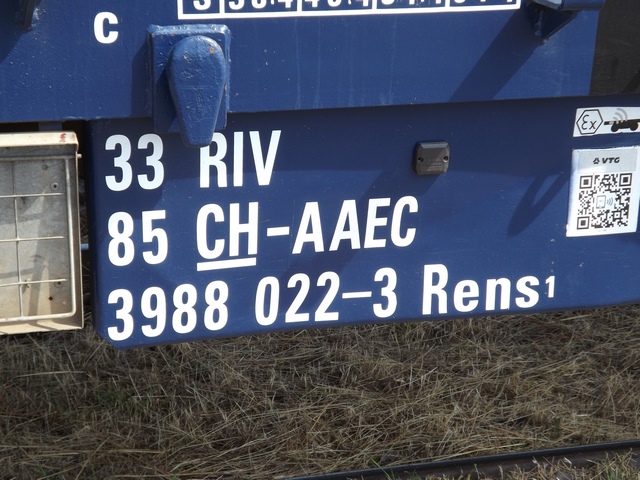 C
33 RIV
Ex
VTG
85 CH-AAEC
3988 022-3 Rens1